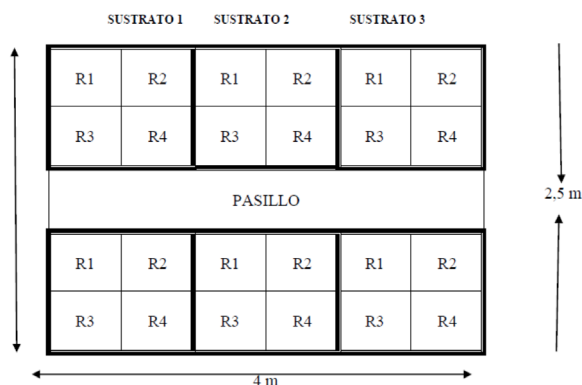 SUSTRATO 1 SUSTRATO 2 SUSTRATO 3
R1 R2 R1 R2 R1 R2
R3 R4 R3 R4 R3 R4
PASILLO
2,5 m
R1 R2 R1 R2 R1 R2
R3 R4 R3 R4 R3 R4
4 m